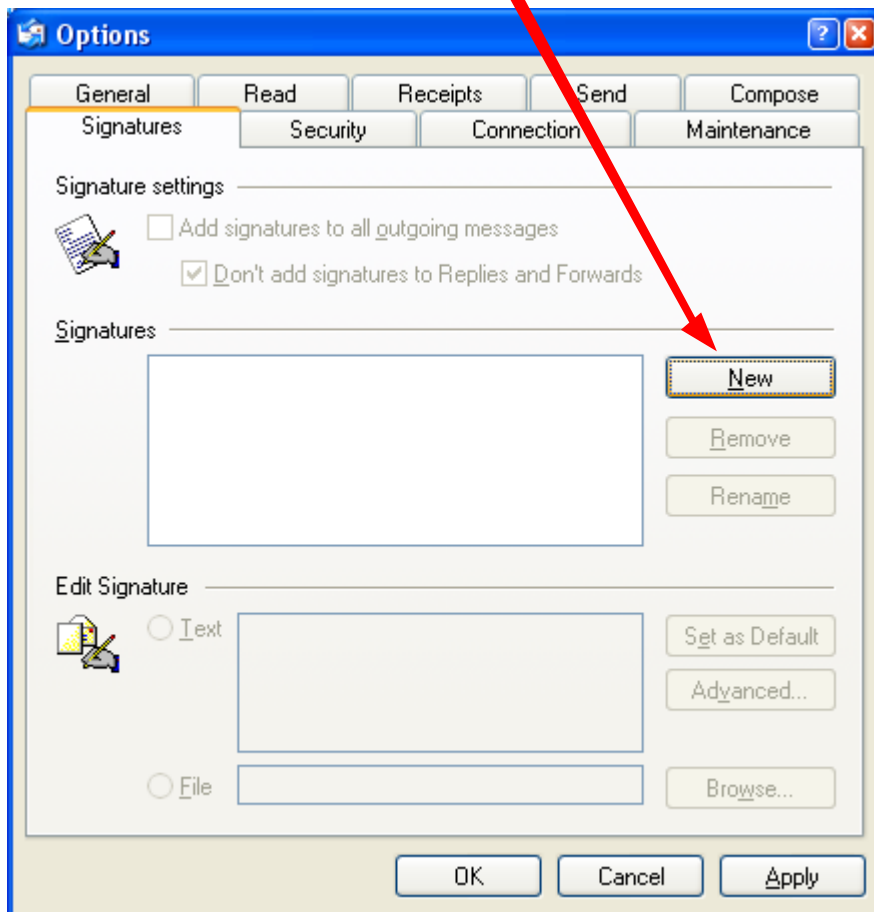 Options
General Read Receipts Send Compose
Signatures Security Connection Maintenance
Signature settings
Add signatures to all outgoing messages
Don't add signatures to Replies and Forwards
Signatures
New
Remove
Rename
Edit Signature
Text
Set as Default
Advanced...
File
Browse...
OK Cancel Apply